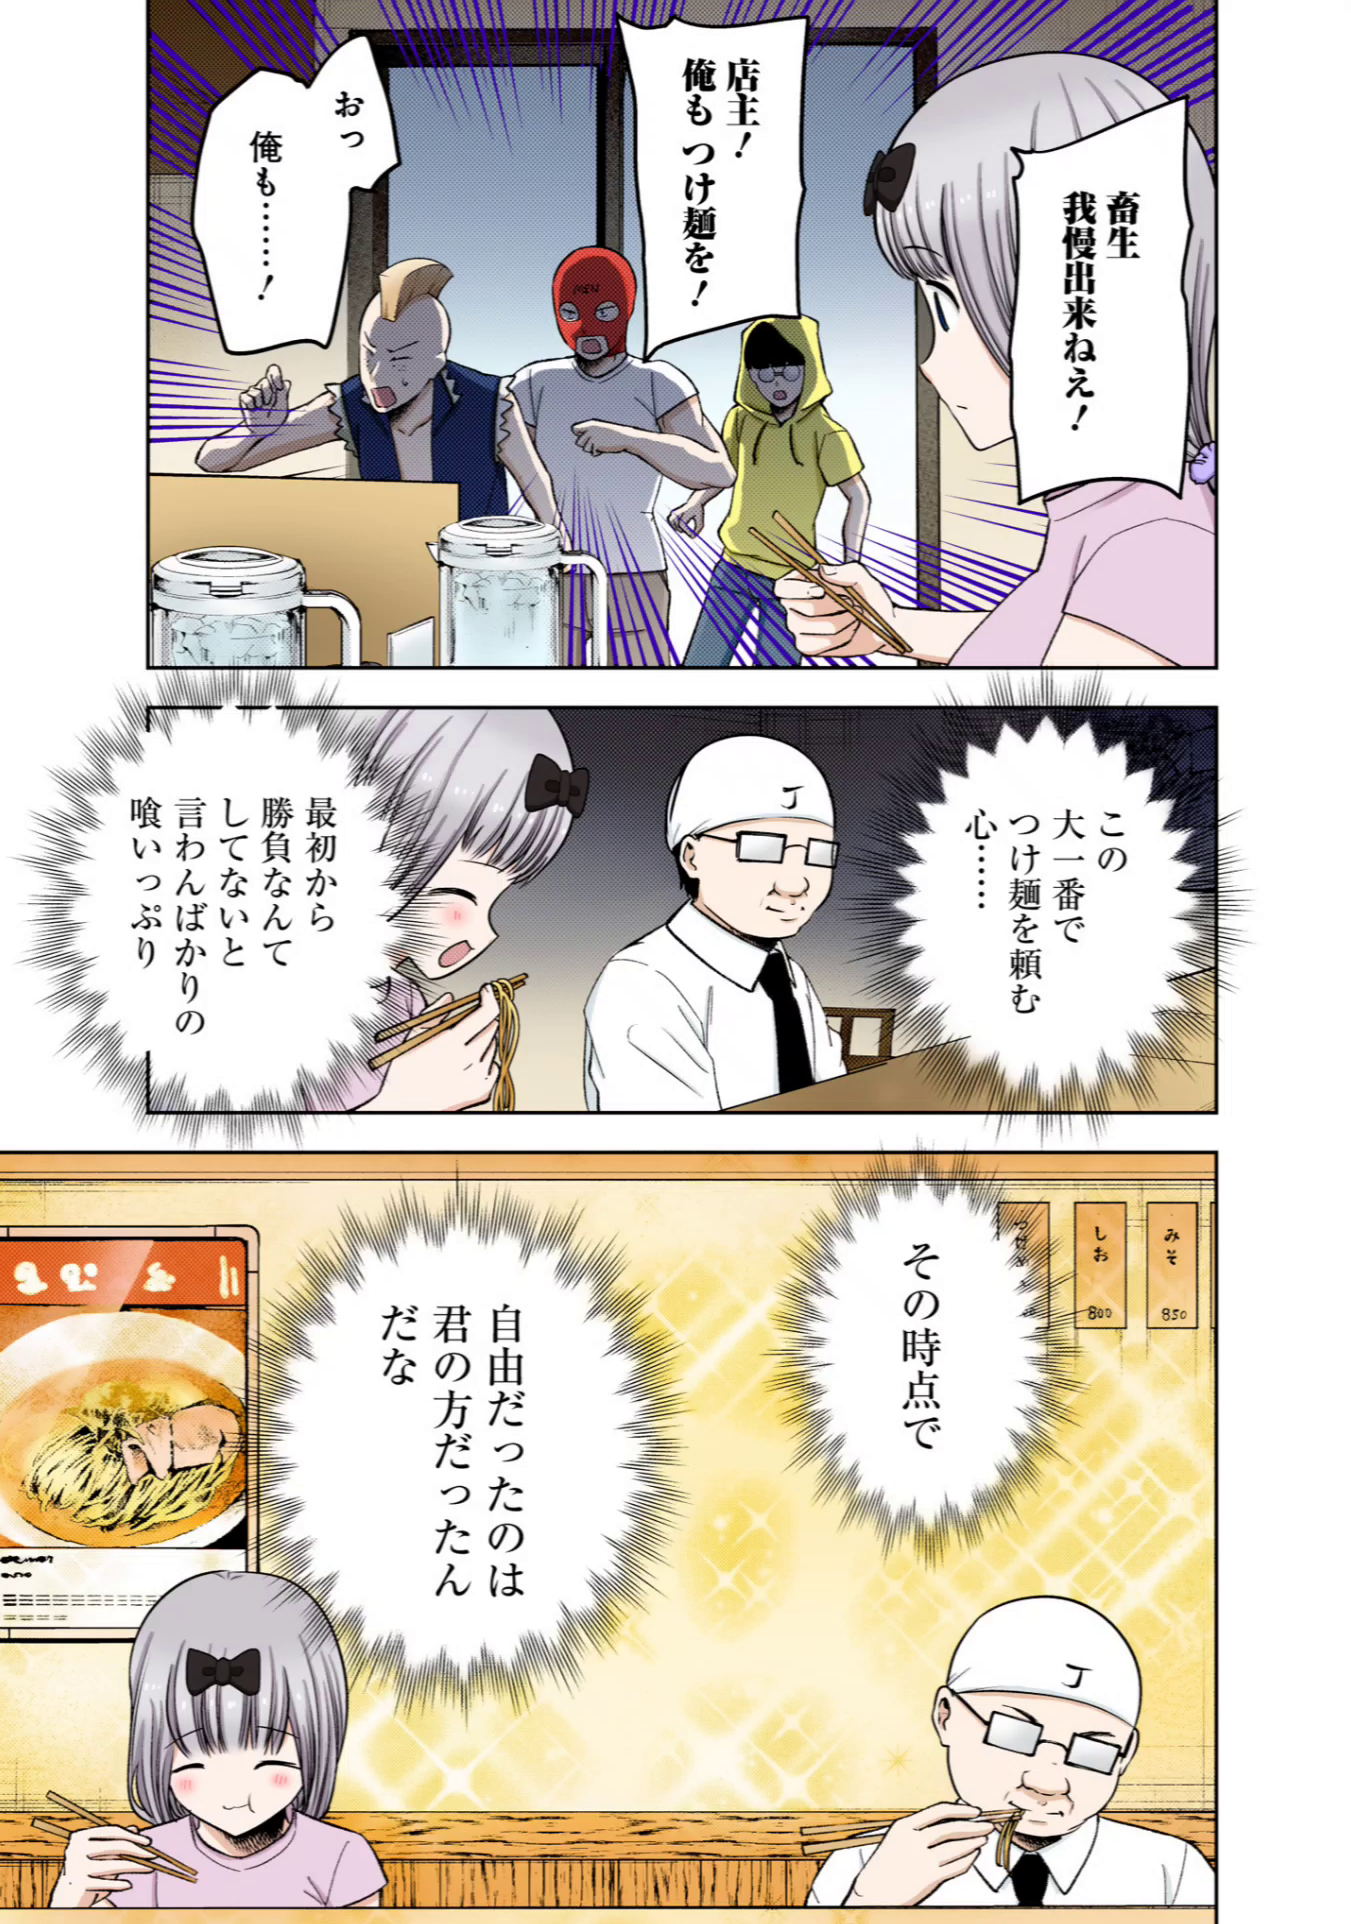 畜生
我慢出来ねえ！
店主！
俺もつけ麺を！
おっ
俺も………！
MEN
この
大一番で
つけ麺を頼む
心……
J
最初から
勝負なんて
してないと
言わんばかりの
喰いっぷり
みそ
850
しお
800
その時点で
自由だったのは
君の方だったん
だな
J